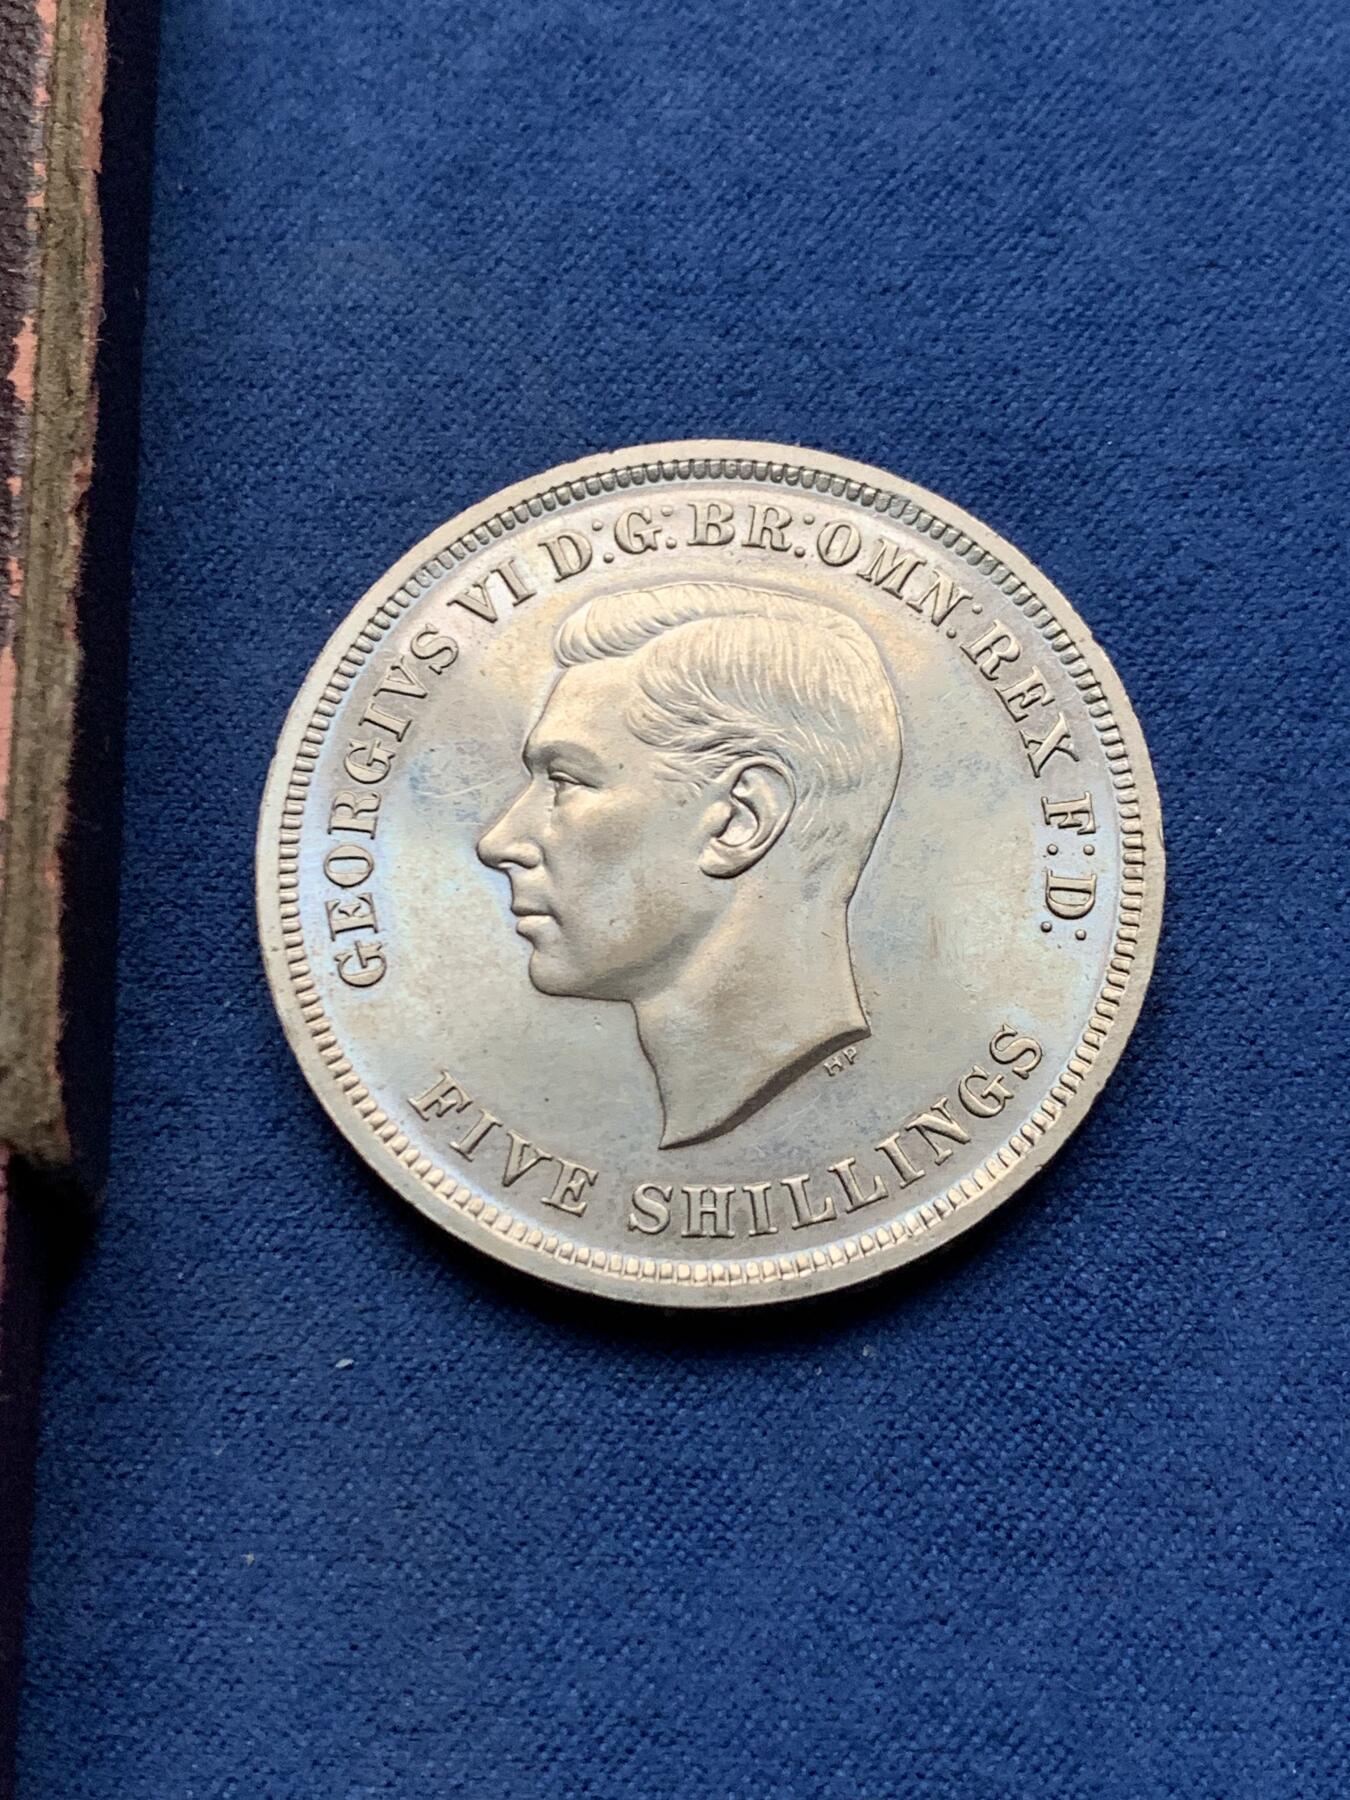 GEORGIVS VI D:G:BR:OMN:REX F:D:
HP
FIVE SHILLINGS